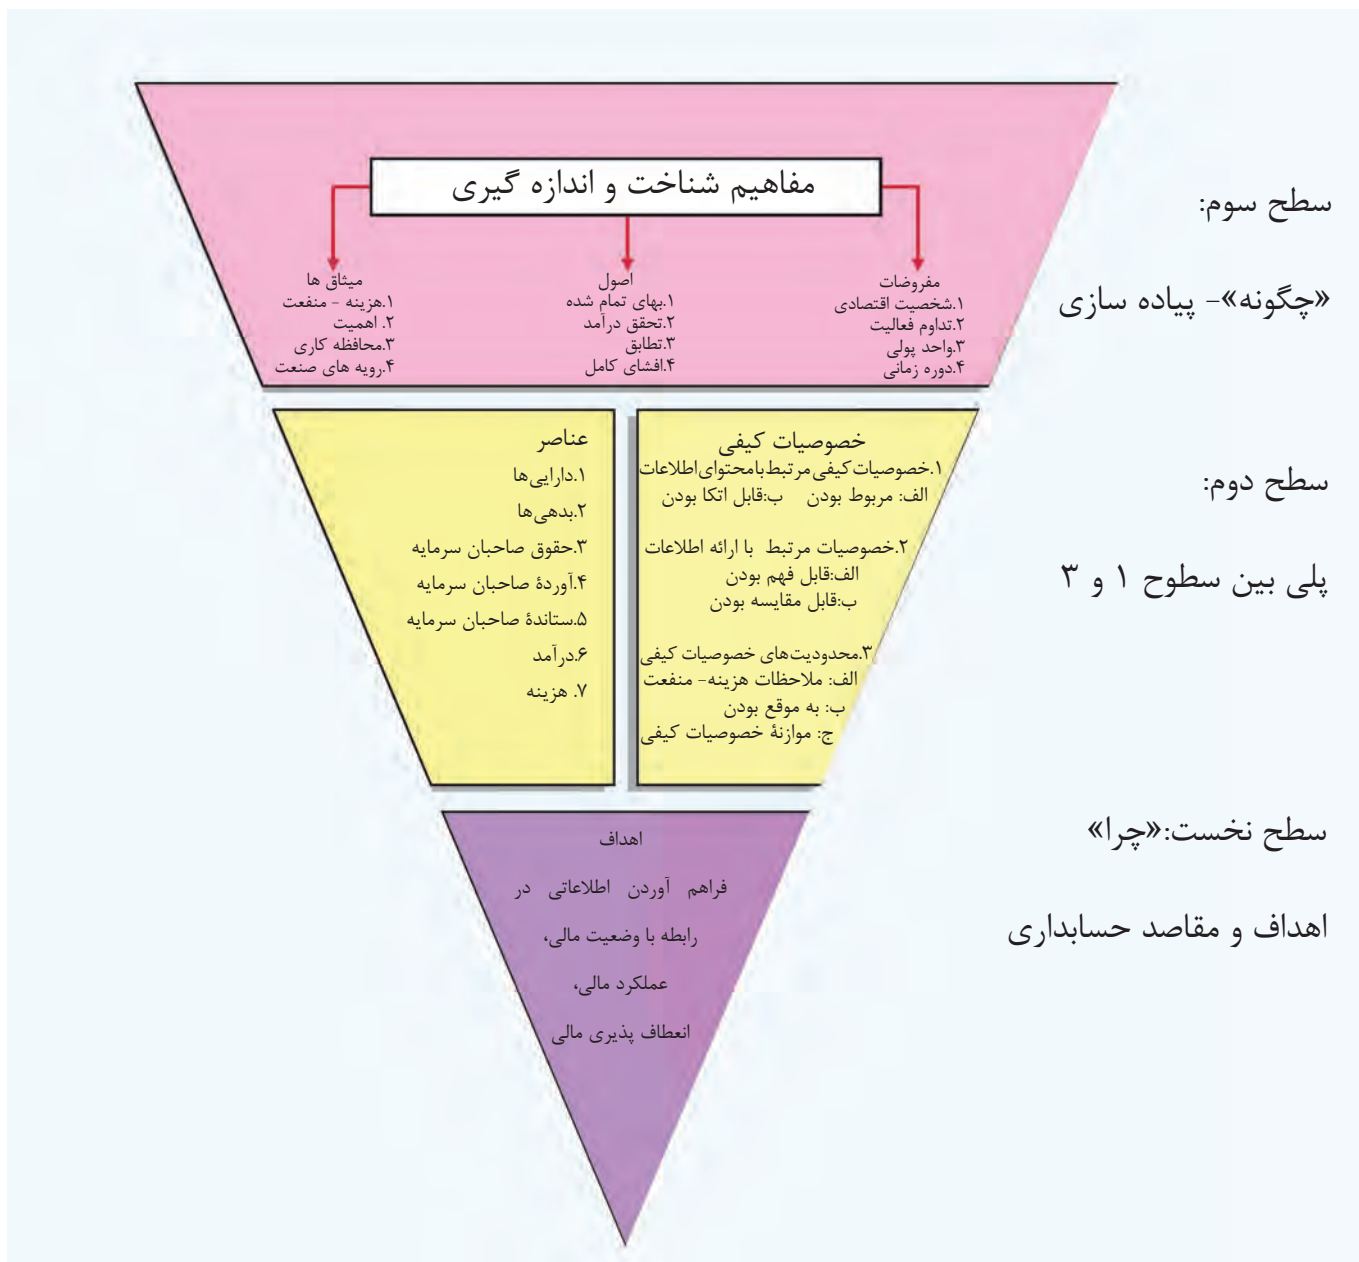 مفاهیم شناخت و اندازه گیری
سطح سوم:
«چگونه»- پیاده سازی
مفروضات
۱.شخصیت اقتصادی
۲.تداوم فعالیت
۳.واحد پولی
۴.دوره زمانی
اصول
۱.بهای تمام شده
۲.تحقق درآمد
۳.تطابق
۴.افشای کامل
میثاق ها
۱.هزینه - منفعت
۲. اهمیت
۳.محافظه کاری
۴.رویه های صنعت
سطح دوم:
پلی بین سطوح ۱ و ۳
خصوصیات کیفی
۱.خصوصیات کیفی مرتبط با محتوای اطلاعات
الف: مربوط بودن ب:قابل اتکا بودن
۲.خصوصیات مرتبط با ارائه اطلاعات
الف:قابل فهم بودن
ب:قابل مقایسه بودن
۳.محدودیت‌های خصوصیات کیفی
الف: ملاحظات هزینه- منفعت
ب: به موقع بودن
ج: موازنۀ خصوصیات کیفی
عناصر
۱.دارایی‌ها
۲.بدهی‌ها
۳.حقوق صاحبان سرمایه
۴.آوردۀ صاحبان سرمایه
۵.ستاندۀ صاحبان سرمایه
۶.درآمد
۷. هزینه
سطح نخست:«چرا»
اهداف و مقاصد حسابداری
اهداف
فراهم آوردن اطلاعاتی در
رابطه با وضعیت مالی،
عملکرد مالی،
انعطاف پذیری مالی